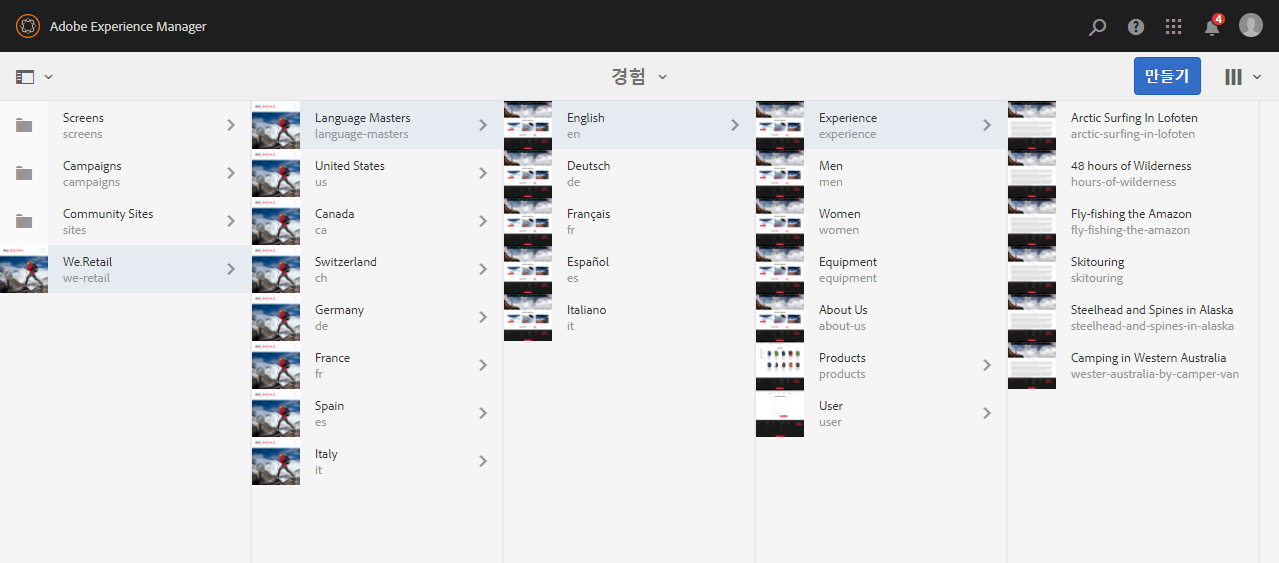 Adobe Experience Manager
4
경험
만들기
Screens
screens
Campaigns
campaigns
Community Sites
sites
We.Retail
we-retail
Language Masters
language-masters
United States
us
Canada
ca
Switzerland
ch
Germany
de
France
fr
Spain
es
Italy
it
English
en
Deutsch
de
Français
fr
Español
es
Italiano
it
Experience
experience
Men
men
Women
women
Equipment
equipment
About Us
about-us
Products
products
User
user
Arctic Surfing In Lofoten
arctic-surfing-in-lofoten
48 hours of Wilderness
hours-of-wilderness
Fly-fishing the Amazon
fly-fishing-the-amazon
Skitouring
skitouring
Steelhead and Spines in Alaska
steelhead-and-spines-in-alaska
Camping in Western Australia
wester-australia-by-camper-van